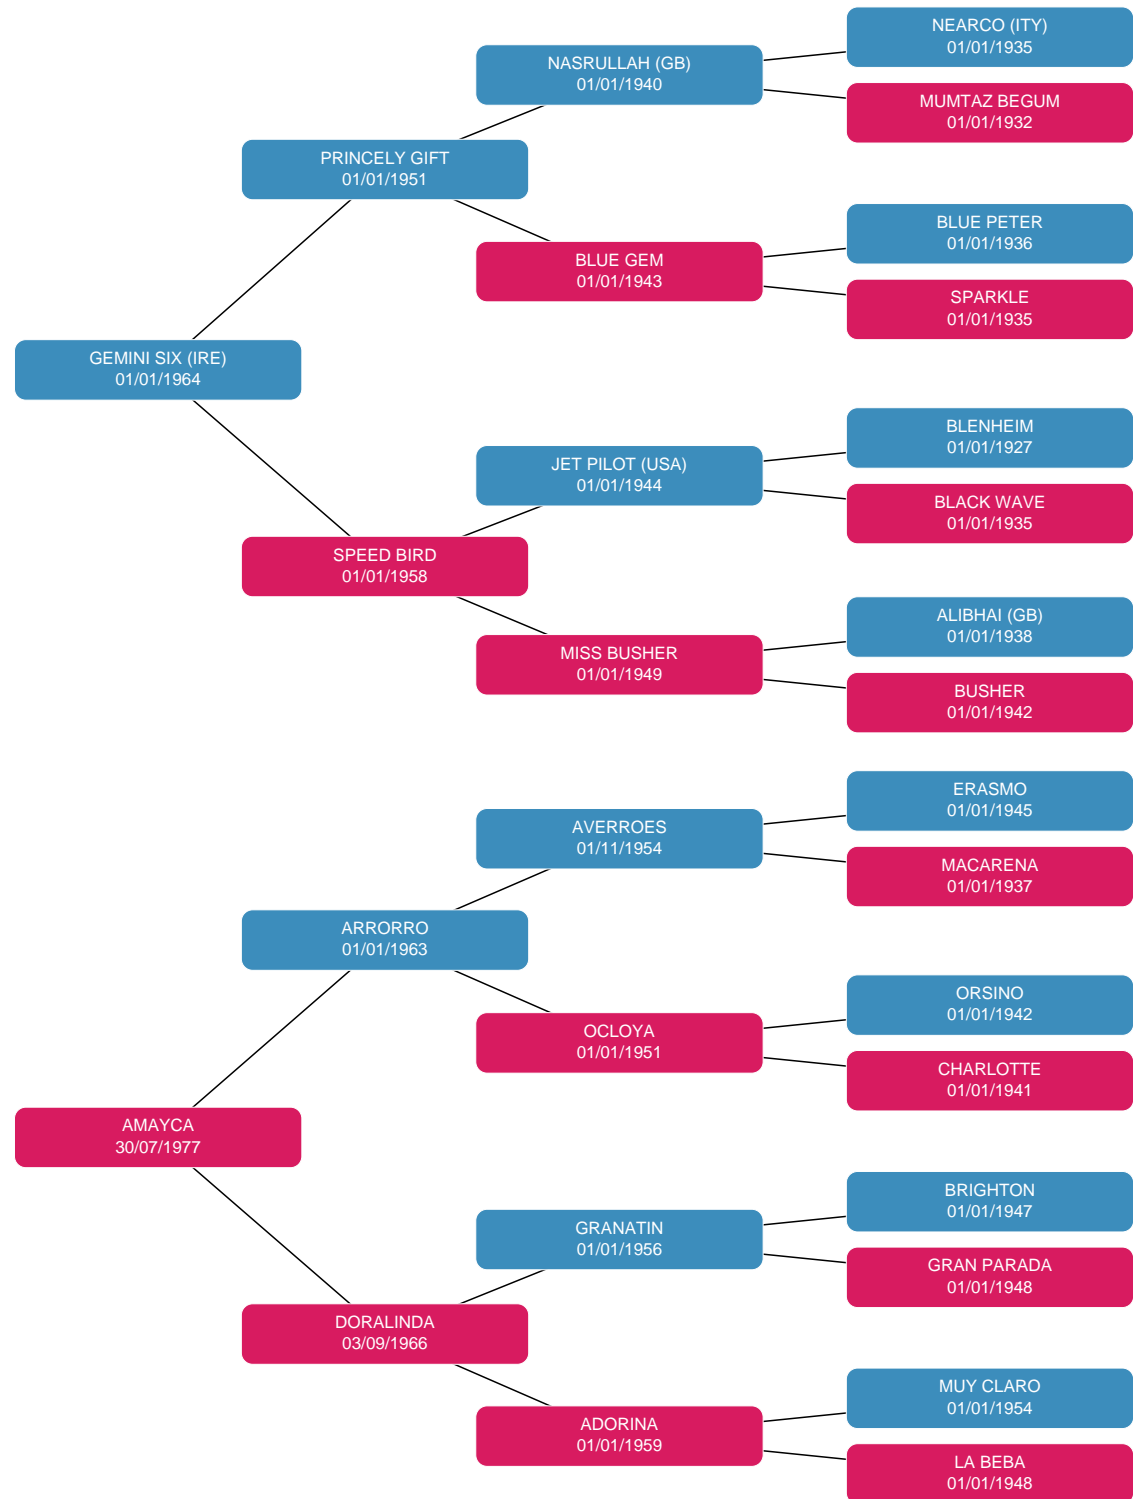 NEARCO (ITY)
01/01/1935
NASRULLAH (GB)
01/01/1940
MUMTAZ BEGUM
01/01/1932
PRINCELY GIFT
01/01/1951
BLUE PETER
01/01/1936
BLUE GEM
01/01/1943
SPARKLE
01/01/1935
GEMINI SIX (IRE)
01/01/1964
BLENHEIM
01/01/1927
JET PILOT (USA)
01/01/1944
BLACK WAVE
01/01/1935
SPEED BIRD
01/01/1958
ALIBHAI (GB)
01/01/1938
MISS BUSHER
01/01/1949
BUSHER
01/01/1942
ERASMO
01/01/1945
AVERROES
01/11/1954
MACARENA
01/01/1937
ARRORRO
01/01/1963
ORSINO
01/01/1942
OCLOYA
01/01/1951
CHARLOTTE
01/01/1941
AMAYCA
30/07/1977
BRIGHTON
01/01/1947
GRANATIN
01/01/1956
GRAN PARADA
01/01/1948
DORALINDA
03/09/1966
MUY CLARO
01/01/1954
ADORINA
01/01/1959
LA BEBA
01/01/1948